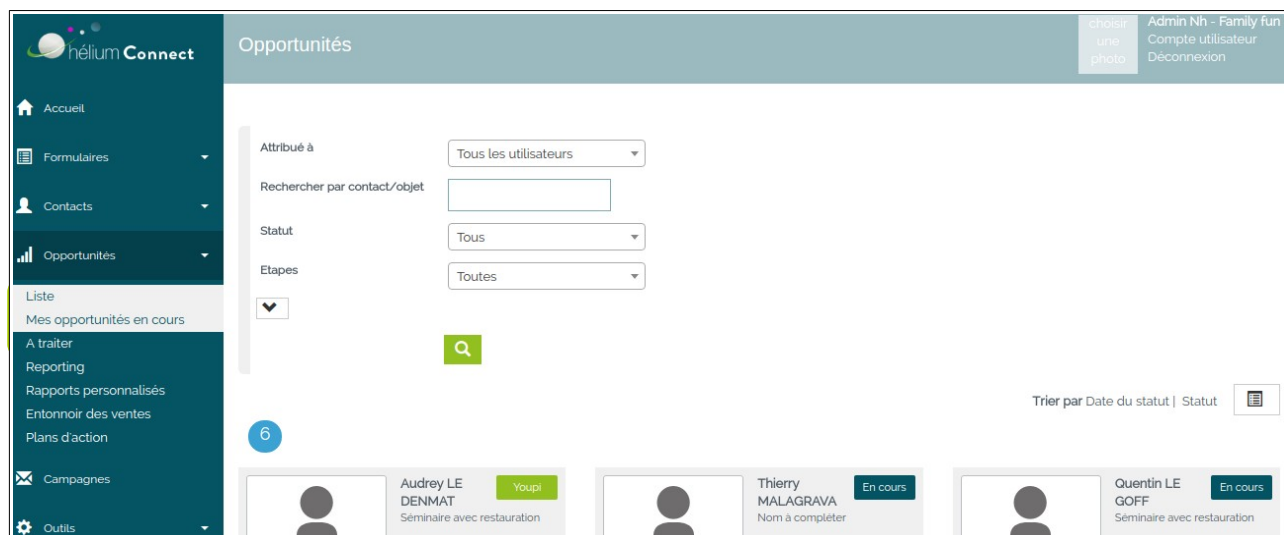 hélium Connect
Opportunités
choisir
une
photo
Admin Nh - Family fun
Compte utilisateur
Déconnexion
Accueil
Formulaires
Contacts
Opportunités
Liste
Mes opportunités en cours
A traiter
Reporting
Rapports personnalisés
Entonnoir des ventes
Plans d'action
Campagnes
Outils
Attribué à
Tous les utilisateurs
Rechercher par contact/objet
Statut
Tous
Etapes
Toutes
Trier par Date du statut | Statut
6
Audrey LE
DENMAT
Youpi
Séminaire avec restauration
Thierry
MALAGRAVA
En cours
Nom à compléter
Quentin LE
GOFF
En cours
Séminaire avec restauration